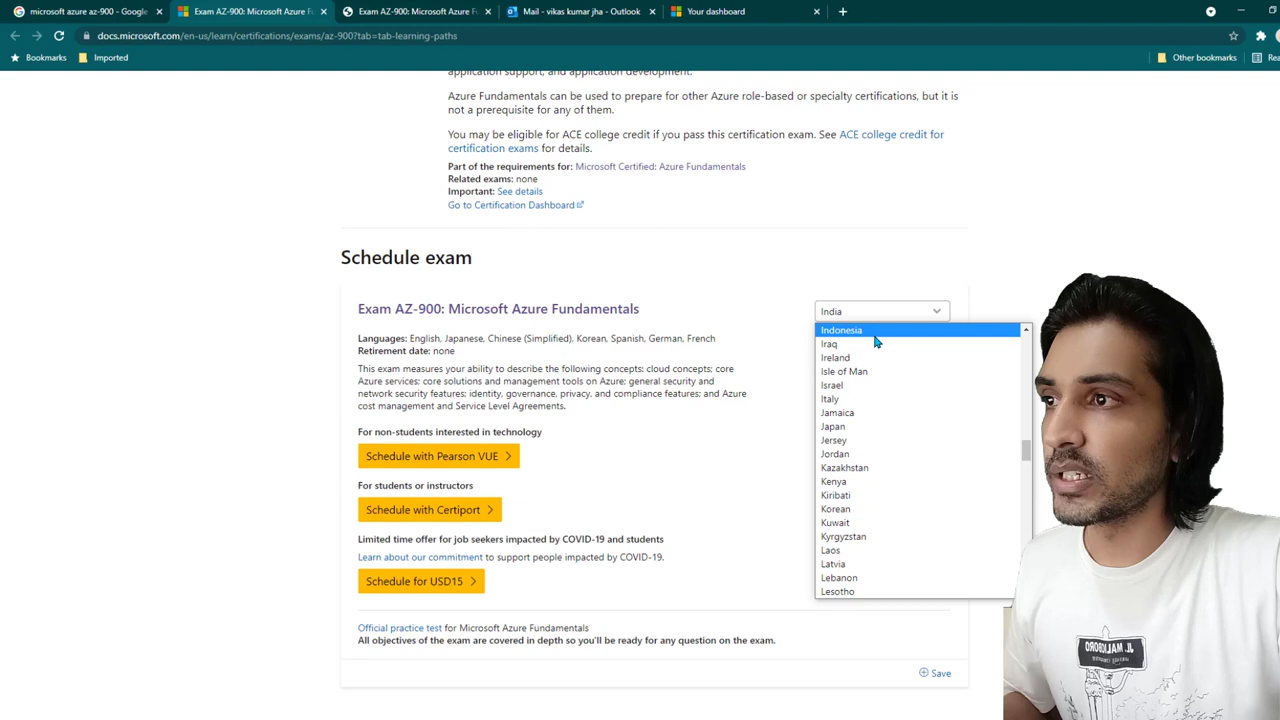 microsoft azure az-900 - Google
Exam AZ-900: Microsoft Azure F
Exam AZ-900: Microsoft Azure F
Mail - vikas kumar jha - Outlook
Your dashboard
docs.microsoft.com/en-us/learn/certifications/exams/az-900?tab=tab-learning-paths
Bookmarks
Imported
Other bookmarks
Rea
application support, and application development.
Azure Fundamentals can be used to prepare for other Azure role-based or specialty certifications, but it is
not a prerequisite for any of them.
You may be eligible for ACE college credit if you pass this certification exam. See ACE college credit for
certification exams for details.
Part of the requirements for: Microsoft Certified: Azure Fundamentals
Related exams: none
Important: See details
Go to Certification Dashboard
Schedule exam
Exam AZ-900: Microsoft Azure Fundamentals
Languages: English, Japanese, Chinese (Simplified), Korean, Spanish, German, French
Retirement date: none
This exam measures your ability to describe the following concepts: cloud concepts; core
Azure services; core solutions and management tools on Azure; general security and
network security features; identity, governance, privacy, and compliance features; and Azure
cost management and Service Level Agreements.
For non-students interested in technology
Schedule with Pearson VUE
For students or instructors
Schedule with Certiport
Limited time offer for job seekers impacted by COVID-19 and students
Learn about our commitment to support people impacted by COVID-19.
Schedule for USD15
Official practice test for Microsoft Azure Fundamentals
All objectives of the exam are covered in depth so you'll be ready for any question on the exam.
Save
India
Indonesia
Iraq
Ireland
Isle of Man
Israel
Italy
Jamaica
Japan
Jersey
Jordan
Kazakhstan
Kenya
Kiribati
Korean
Kuwait
Kyrgyzstan
Laos
Latvia
Lebanon
Lesotho